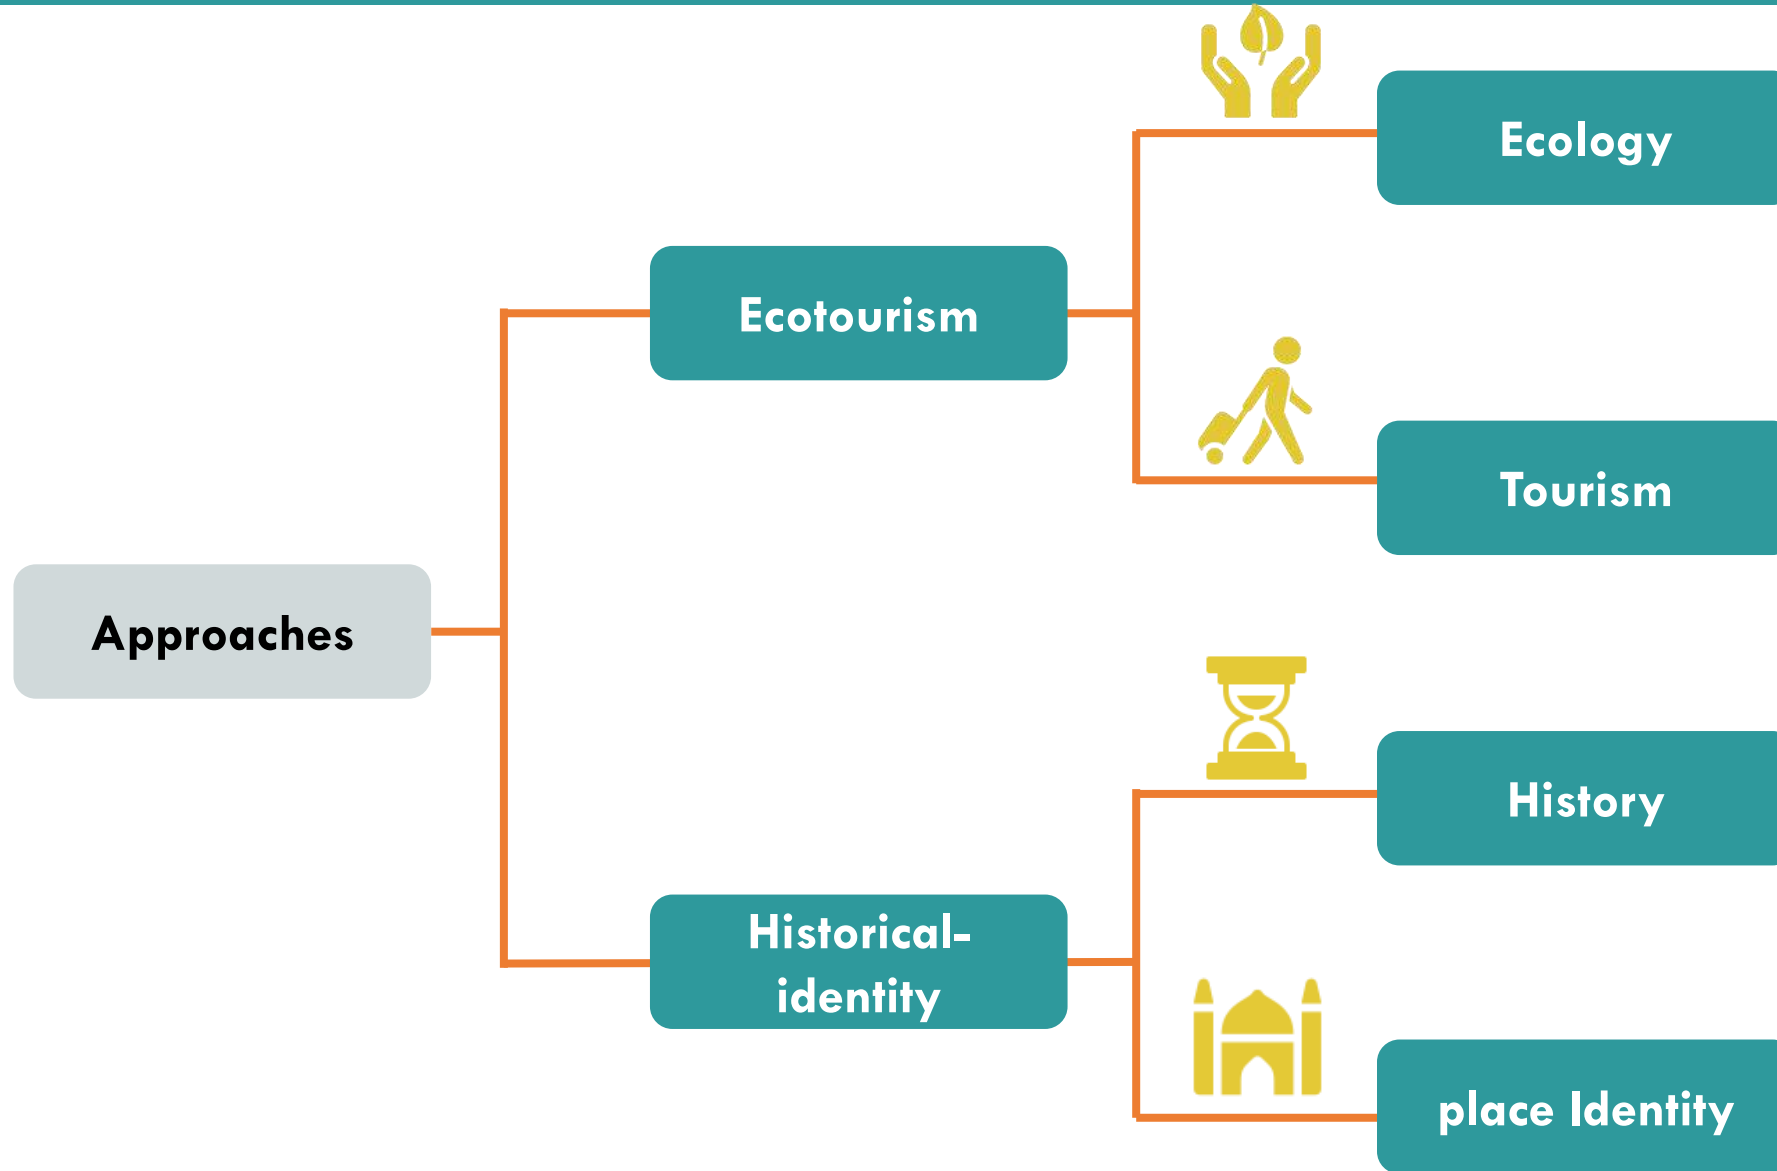 Ecology
Ecotourism
Tourism
Approaches
History
Historical-
identity
place Identity